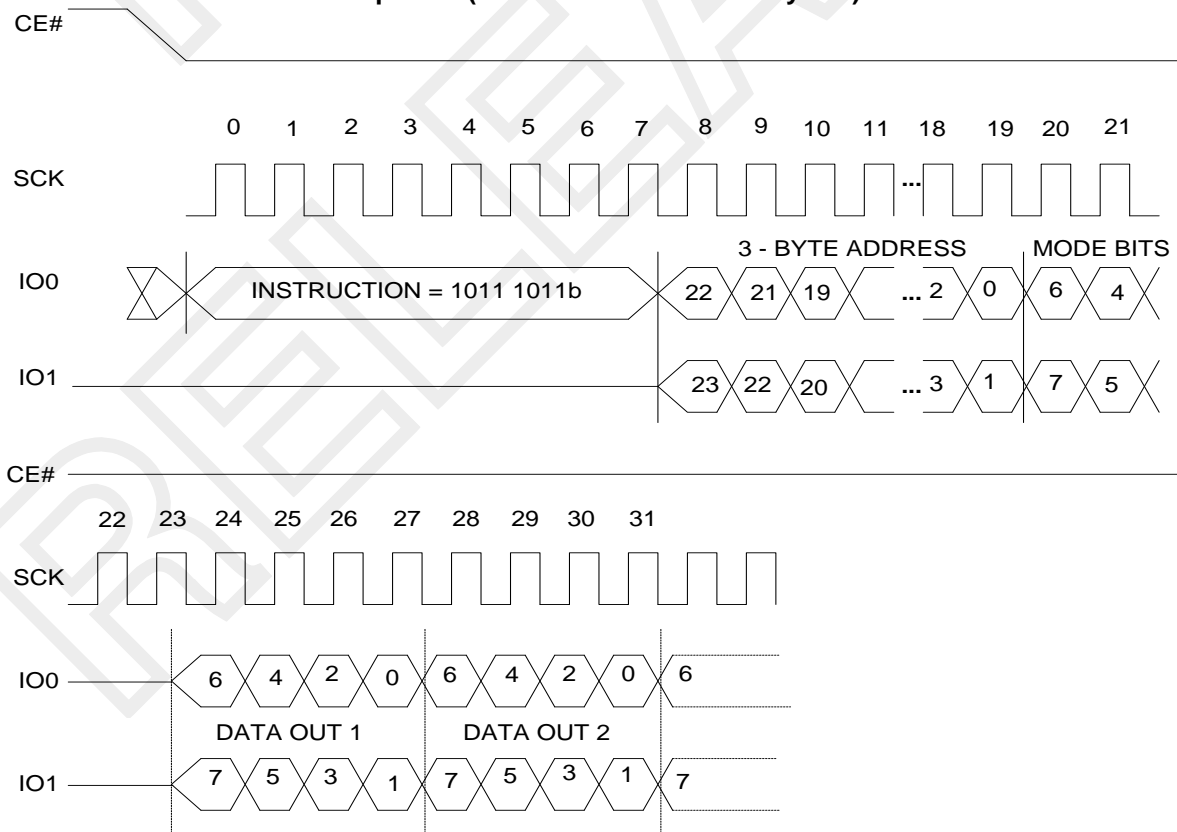 CE#
0 1 2 3 4 5 6 7 8 9 10 11 18 19 20 21
SCK ...
3 - BYTE ADDRESS MODE BITS
IO0 INSTRUCTION = 1011 1011b 22 21 19 ... 2 0 6 4
IO1 23 22 20 ... 3 1 7 5
CE#
22 23 24 25 26 27 28 29 30 31
SCK
IO0 6 4 2 0 6 4 2 0 6
DATA OUT 1 DATA OUT 2
IO1 7 5 3 1 7 5 3 1 7